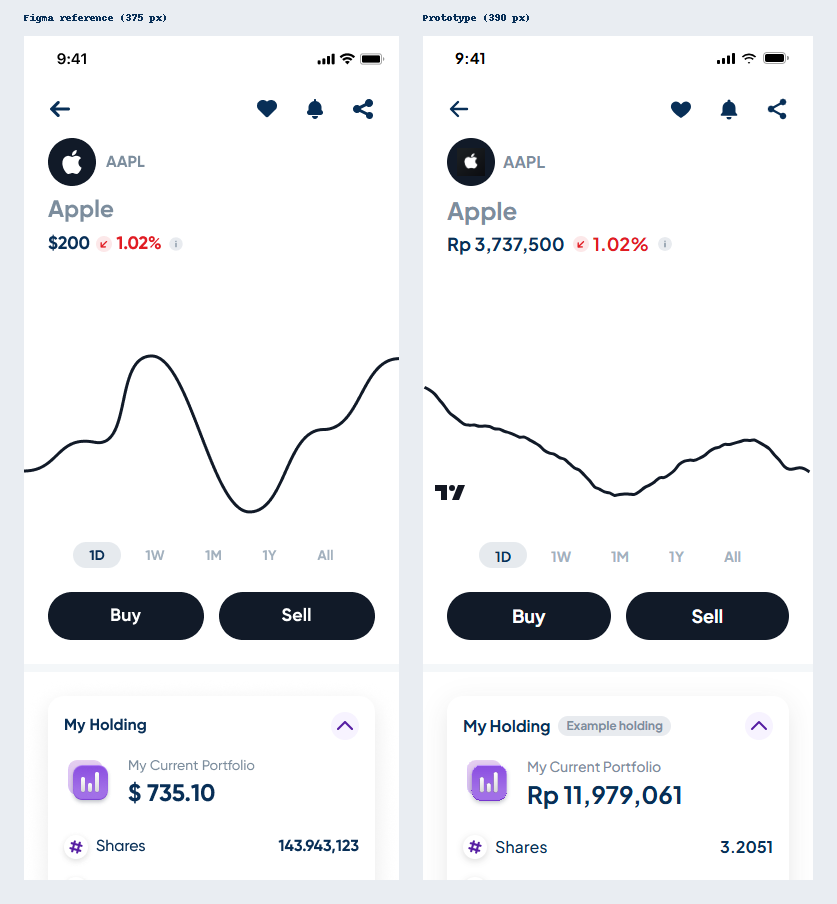 Figma reference (375 px)
9:41
AAPL
Apple
$200 1.02% i
1D 1W 1M 1Y All
Buy Sell
My Holding
My Current Portfolio
$ 735.10
Shares 143.943,123
Prototype (390 px)
9:41
AAPL
Apple
Rp 3,737,500 1.02% i
1D 1W 1M 1Y All
Buy Sell
My Holding Example holding
My Current Portfolio
Rp 11,979,061
Shares 3.2051